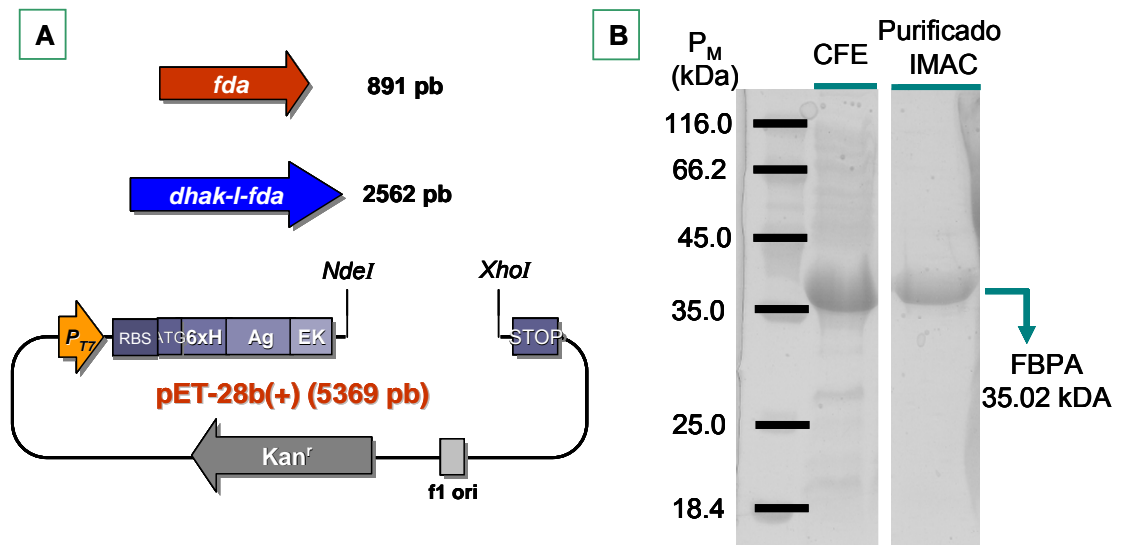 A
fda
891 pb
dhak-l-fda
2562 pb
NdeI
XhoI
PT7
RBS
ATG
6xH
Ag
EK
STOP
pET-28b(+) (5369 pb)
Kanr
f1 ori
B
PM
(kDa)
CFE
Purificado
IMAC
116.0
66.2
45.0
35.0
25.0
18.4
FBPA
35.02 kDA